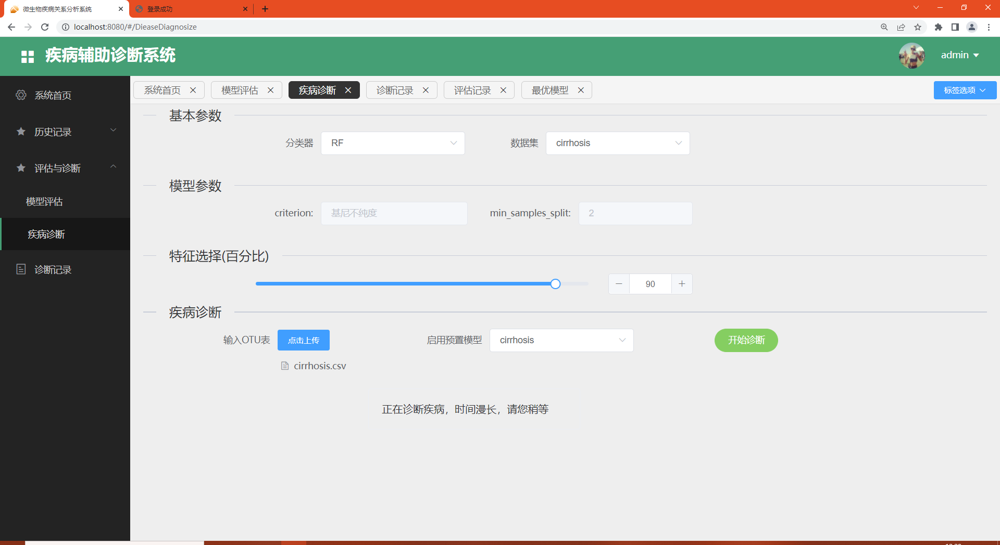 微生物疾病关系分析系统
登录成功
localhost:8080/#/DieaseDiagnosize
疾病辅助诊断系统
admin
系统首页
历史记录
评估与诊断
模型评估
疾病诊断
诊断记录
系统首页 模型评估 疾病诊断 诊断记录 评估记录 最优模型 标签选项
基本参数
分类器 RF 数据集 cirrhosis
模型参数
criterion: 基尼不纯度 min_samples_split: 2
特征选择(百分比)
90
疾病诊断
输入OTU表 点击上传 启用预置模型 cirrhosis 开始诊断
cirrhosis.csv
正在诊断疾病，时间漫长，请您稍等